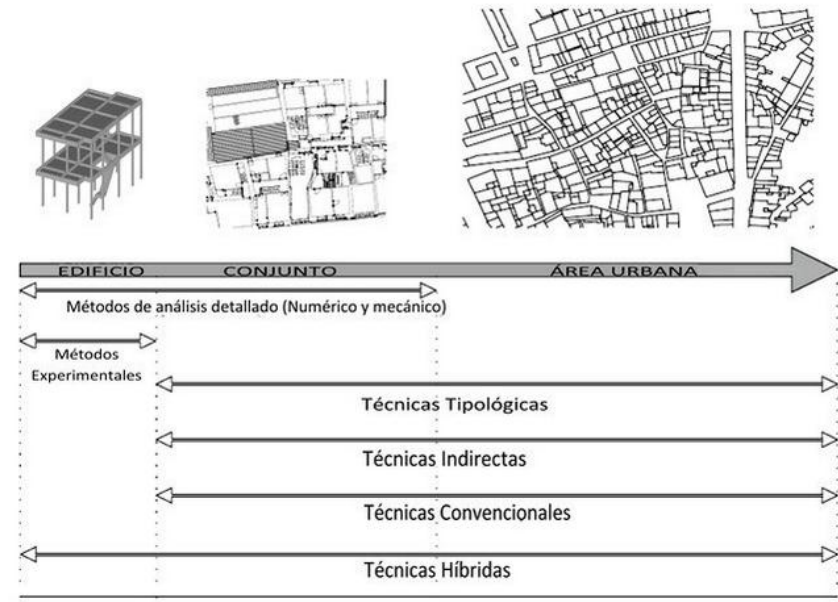 EDIFICIO CONJUNTO ÁREA URBANA
Métodos de análisis detallado (Numérico y mecánico)
Métodos
Experimentales
Técnicas Tipológicas
Técnicas Indirectas
Técnicas Convencionales
Técnicas Híbridas